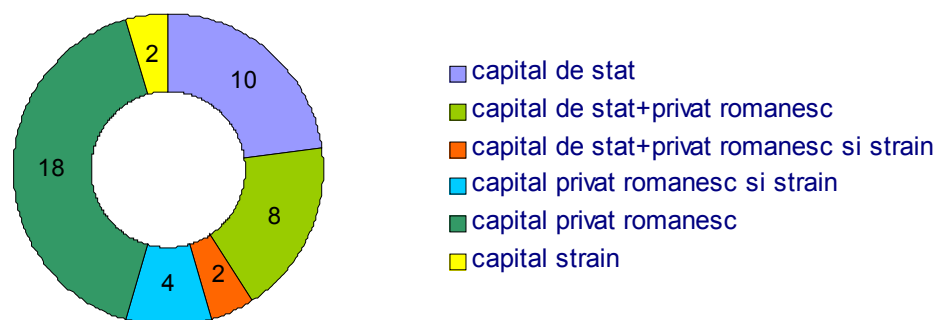 2
10
18
8
2
4
capital de stat
capital de stat+privat romanesc
capital de stat+privat romanesc si strain
capital privat romanesc si strain
capital privat romanesc
capital strain